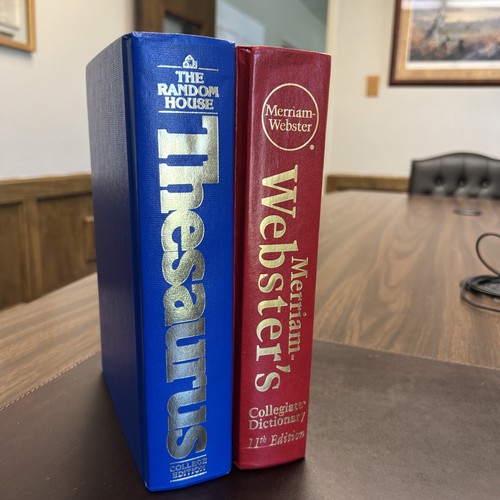 THE
RANDOM
HOUSE
Thesaurus
COLLEGE
EDITION
Merriam-
Webster
®
Merriam-
Webster's
Collegiate®
Dictionary
11th Edition